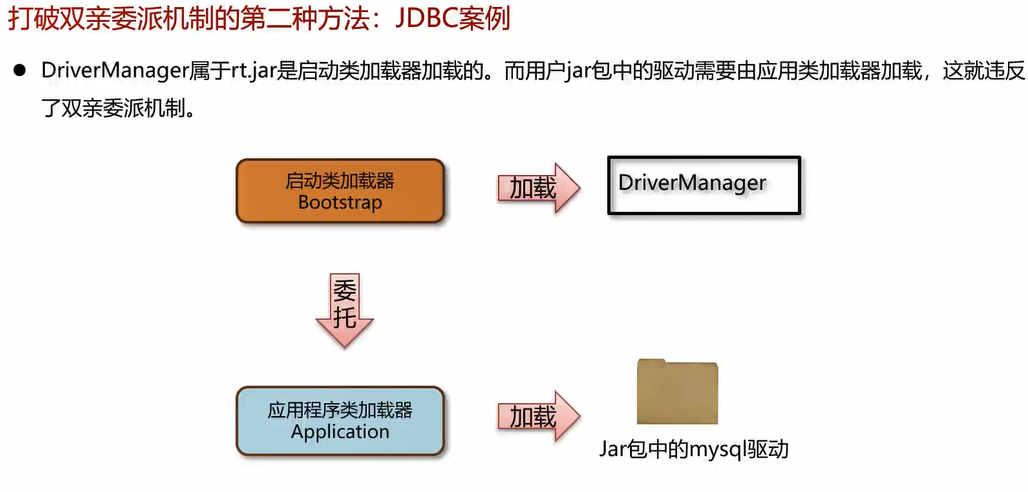 打破双亲委派机制的第二种方法：JDBC案例
● DriverManager属于rt.jar是启动类加载器加载的。而用户jar包中的驱动需要由应用类加载器加载，这就违反
了双亲委派机制。
启动类加载器
Bootstrap
加载
DriverManager
委
托
应用程序类加载器
Application
加载
Jar包中的mysql驱动